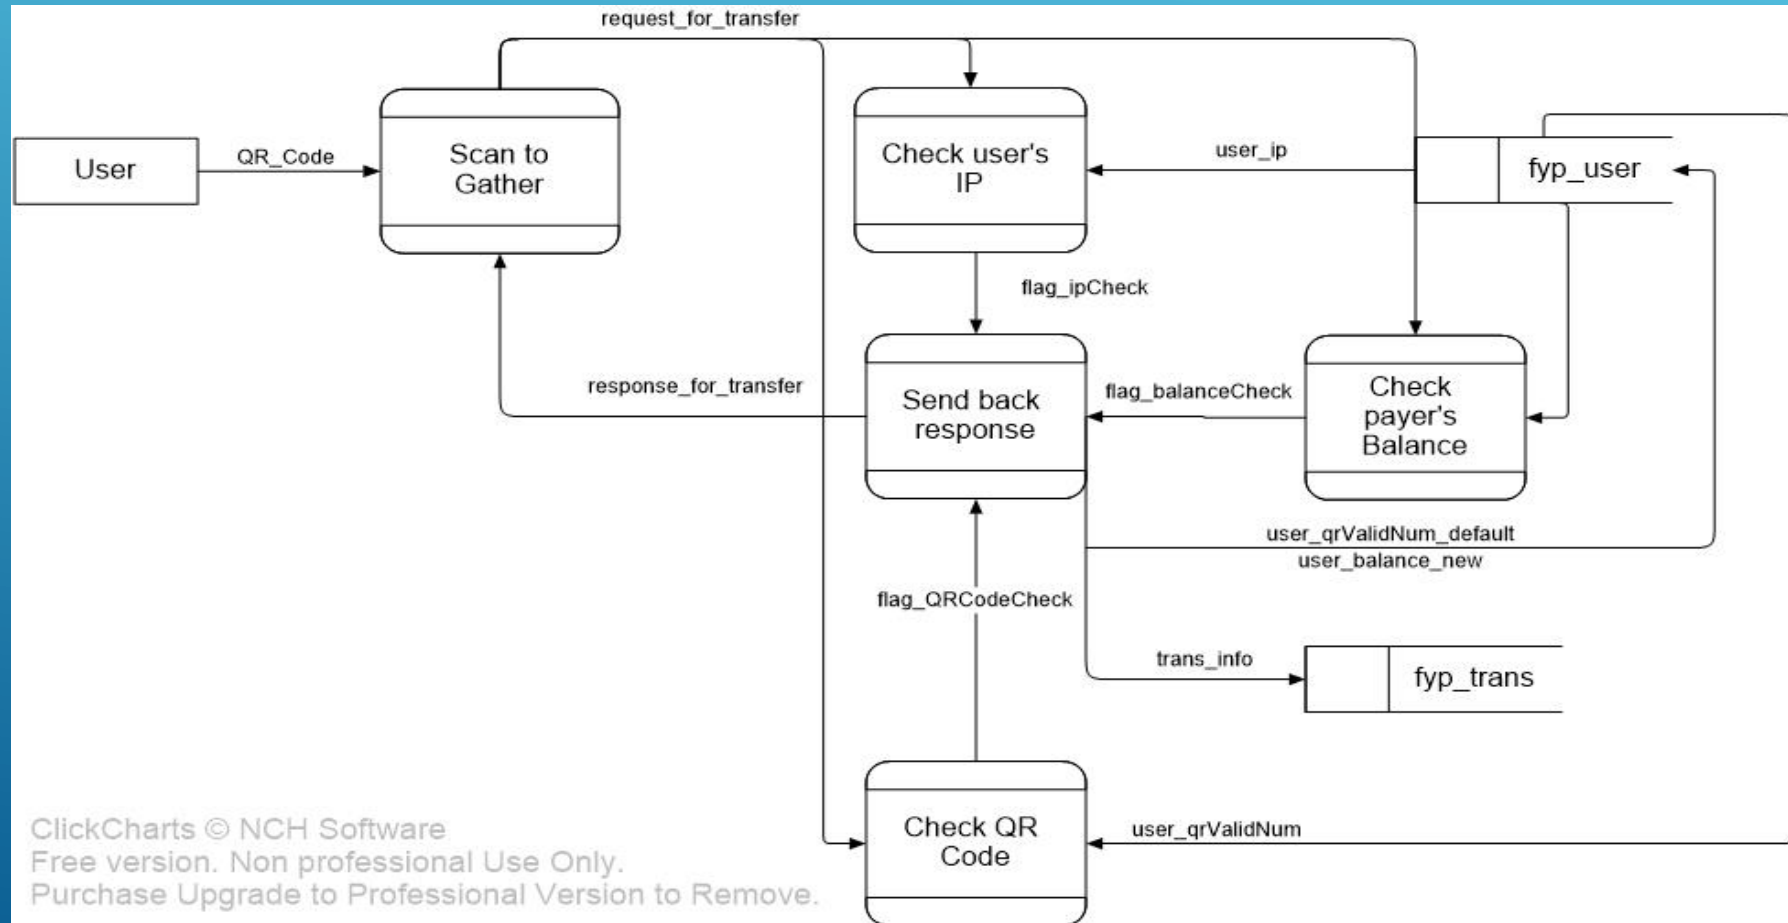 request_for_transfer
User
QR_Code
Scan to
Gather
Check user's
IP
user_ip
fyp_user
flag_ipCheck
response_for_transfer
Send back
response
flag_balanceCheck
Check
payer's
Balance
user_qrValidNum_default
user_balance_new
flag_QRCodeCheck
trans_info
fyp_trans
Check QR
Code
user_qrValidNum
ClickCharts © NCH Software
Free version. Non professional Use Only.
Purchase Upgrade to Professional Version to Remove.